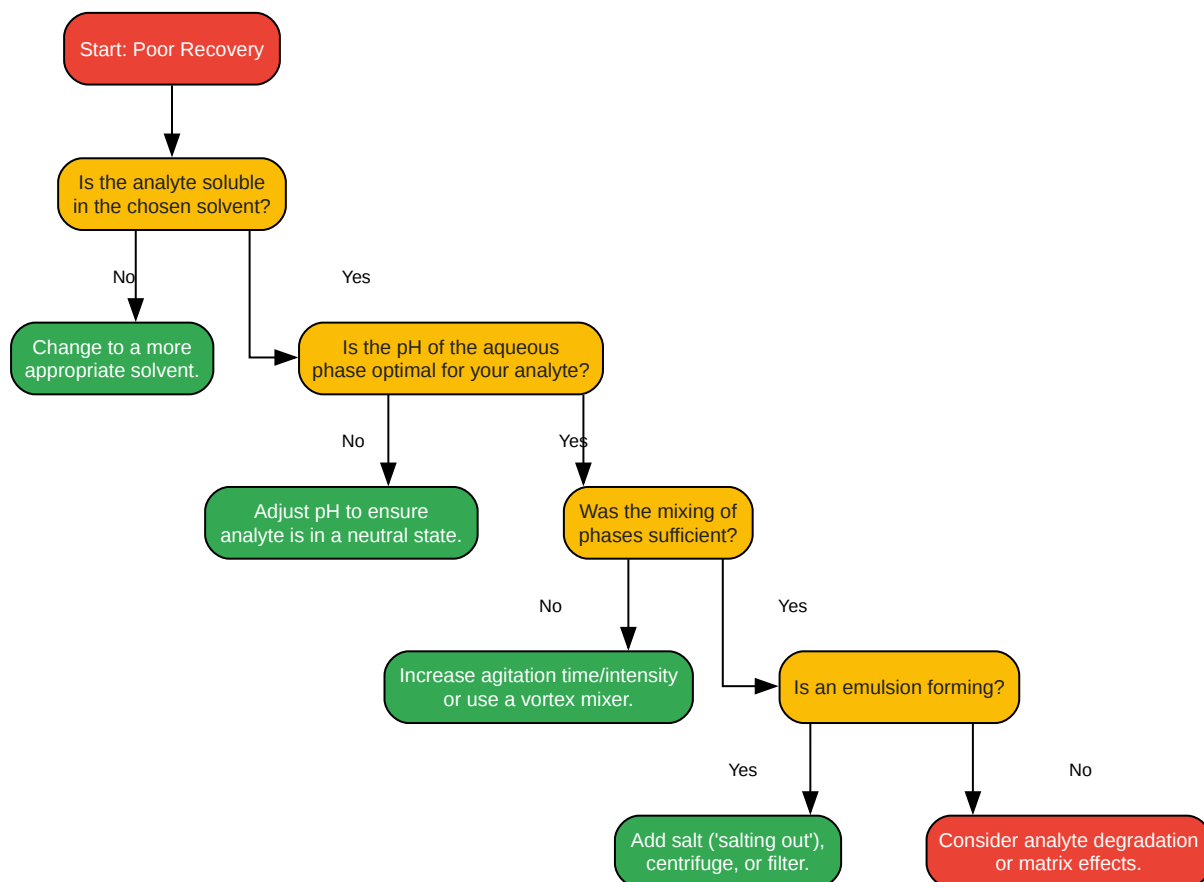 Start: Poor Recovery
Is the analyte soluble
in the chosen solvent?
No
Yes
Change to a more
appropriate solvent.
Is the pH of the aqueous
phase optimal for your analyte?
No
Yes
Adjust pH to ensure
analyte is in a neutral state.
Was the mixing of
phases sufficient?
No
Yes
Increase agitation time/intensity
or use a vortex mixer.
Is an emulsion forming?
Yes
No
Add salt ('salting out'),
centrifuge, or filter.
Consider analyte degradation
or matrix effects.